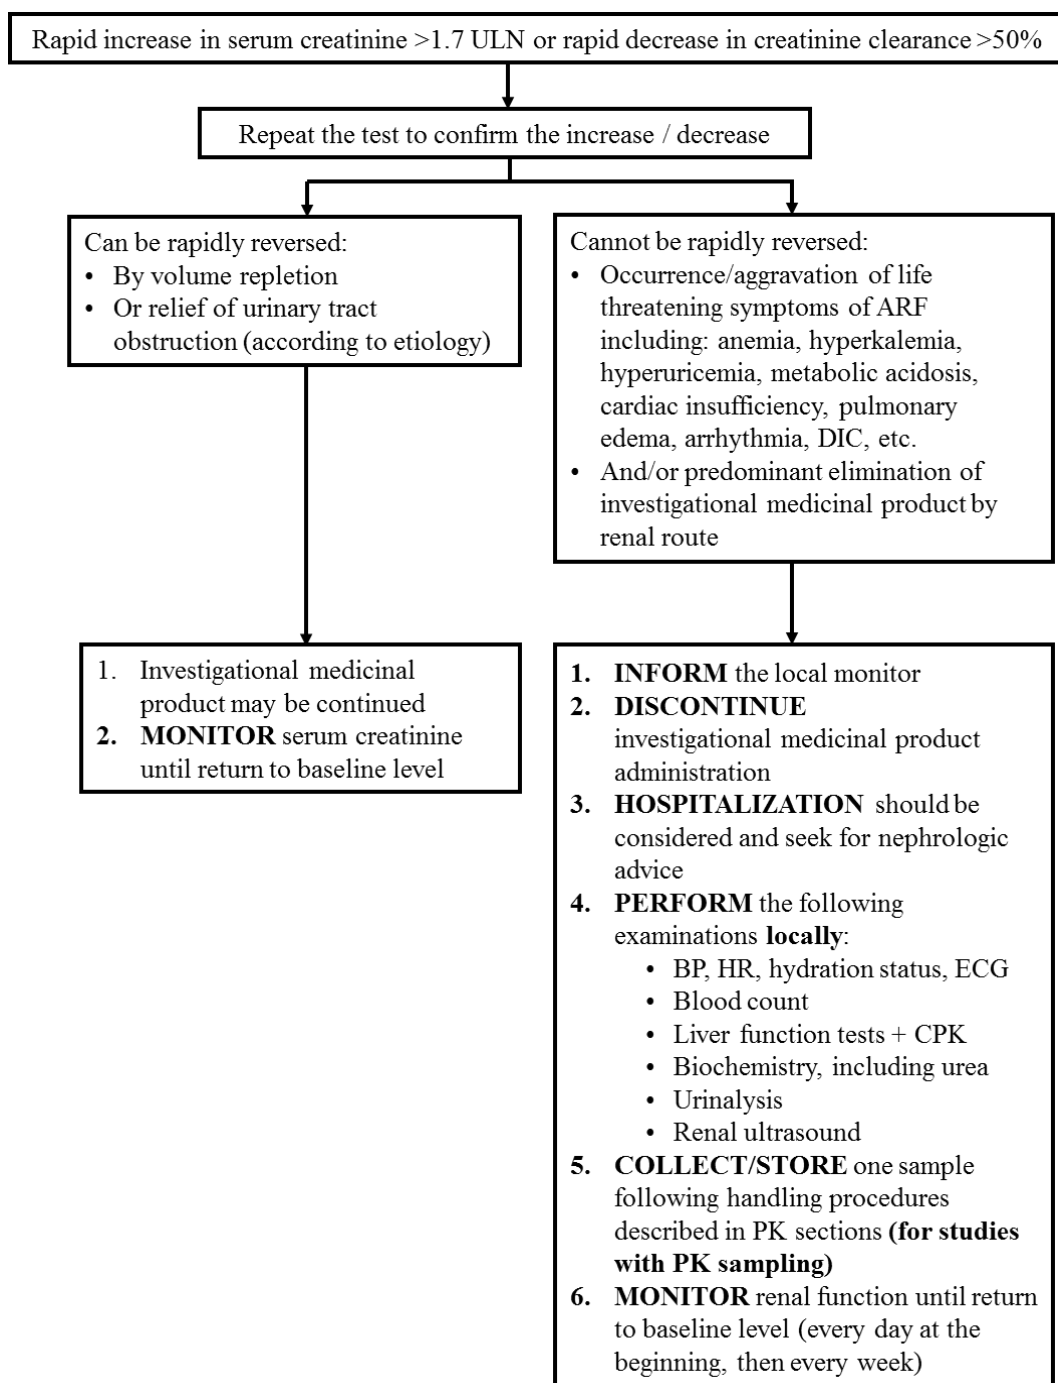 Rapid increase in serum creatinine >1.7 ULN or rapid decrease in creatinine clearance >50%
Repeat the test to confirm the increase / decrease
Can be rapidly reversed:
• By volume repletion
• Or relief of urinary tract
obstruction (according to etiology)
Cannot be rapidly reversed:
• Occurrence/aggravation of life
threatening symptoms of ARF
including: anemia, hyperkalemia,
hyperuricemia, metabolic acidosis,
cardiac insufficiency, pulmonary
edema, arrhythmia, DIC, etc.
• And/or predominant elimination of
investigational medicinal product by
renal route
1. Investigational medicinal
product may be continued
2. MONITOR serum creatinine
until return to baseline level
1. INFORM the local monitor
2. DISCONTINUE
investigational medicinal product
administration
3. HOSPITALIZATION should be
considered and seek for nephrologic
advice
4. PERFORM the following
examinations locally:
• BP, HR, hydration status, ECG
• Blood count
• Liver function tests + CPK
• Biochemistry, including urea
• Urinalysis
• Renal ultrasound
5. COLLECT/STORE one sample
following handling procedures
described in PK sections (for studies
with PK sampling)
6. MONITOR renal function until return
to baseline level (every day at the
beginning, then every week)